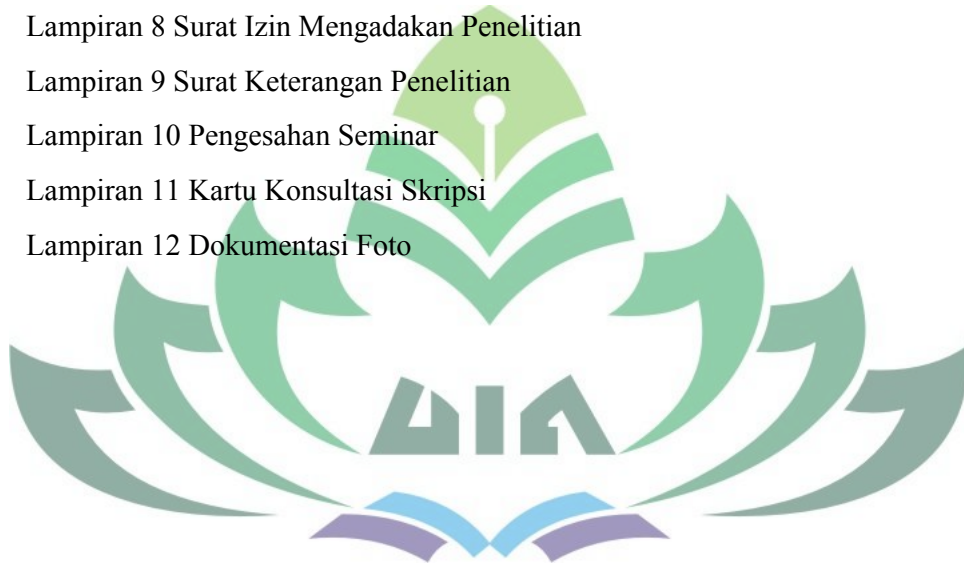 Lampiran 8 Surat Izin Mengadakan Penelitian
Lampiran 9 Surat Keterangan Penelitian
Lampiran 10 Pengesahan Seminar
Lampiran 11 Kartu Konsultasi Skripsi
Lampiran 12 Dokumentasi Foto
UIN